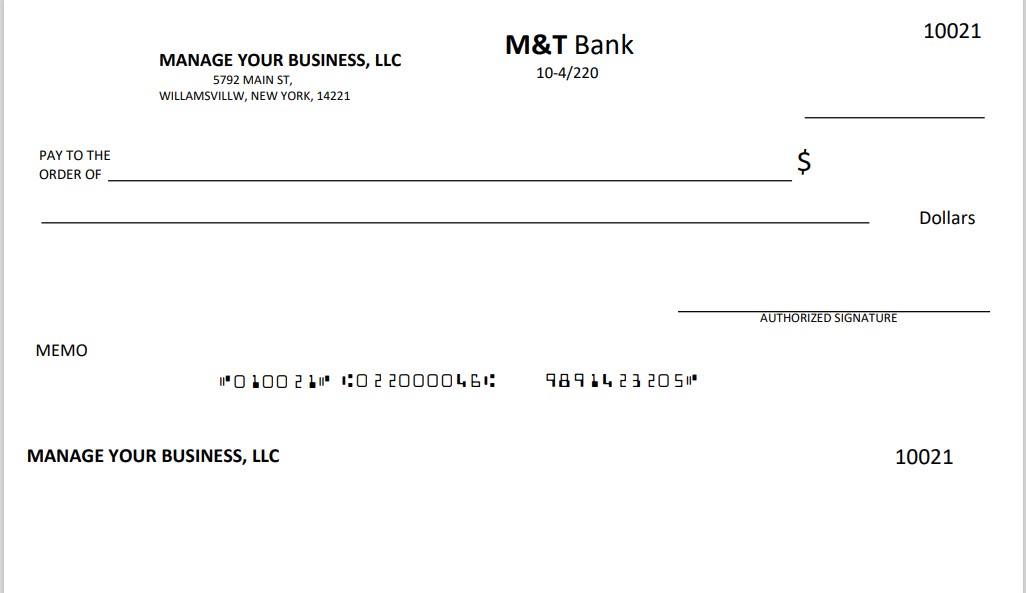 10021
M&T Bank
MANAGE YOUR BUSINESS, LLC
10-4/220
5792 MAIN ST,
WILLAMSVILLW, NEW YORK, 14221
PAY TO THE
ORDER OF
$
Dollars
AUTHORIZED SIGNATURE
MEMO
⑈010021⑈ ⑆022000046⑆ 9891423205⑈
MANAGE YOUR BUSINESS, LLC
10021